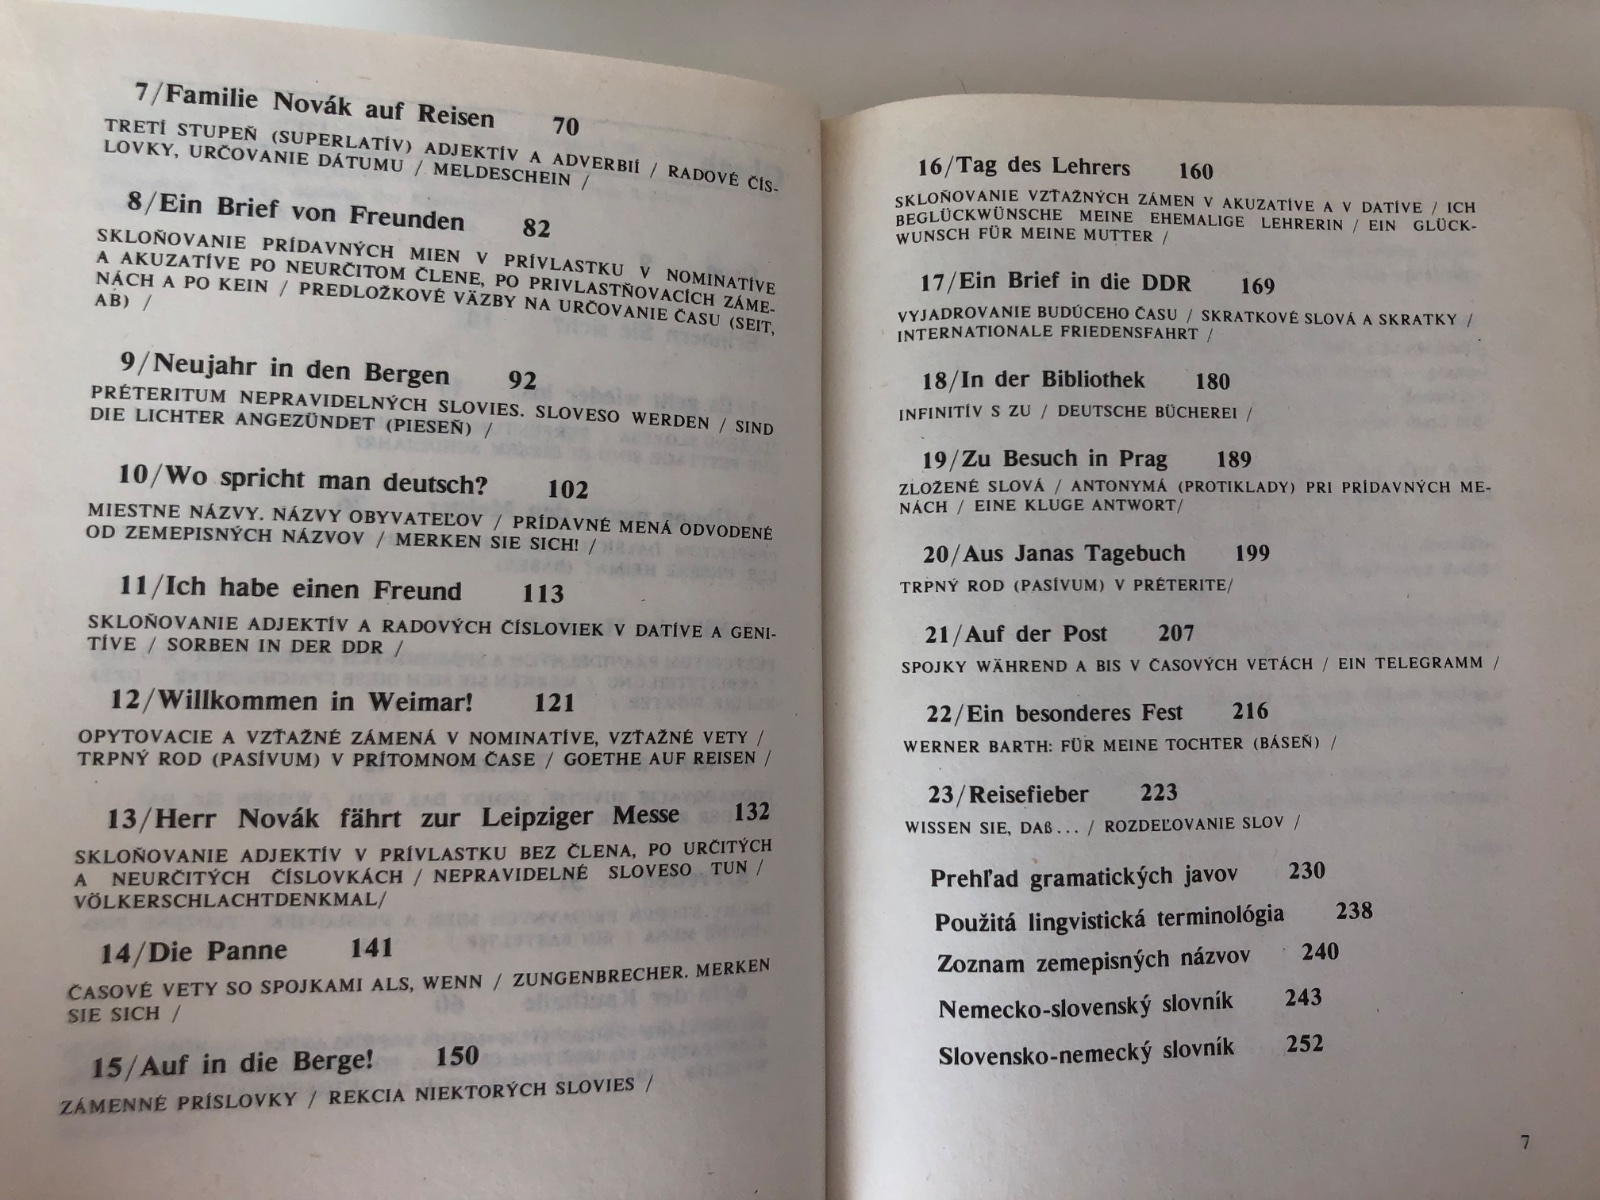 7/Familie Novák auf Reisen 70
TRETÍ STUPEŇ (SUPERLATÍV) ADJEKTÍV A ADVERBIÍ / RADOVÉ ČÍS-
LOVKY, URČOVANIE DÁTUMU / MELDESCHEIN /
8/Ein Brief von Freunden 82
SKLOŇOVANIE PRÍDAVNÝCH MIEN V PRÍVLASTKU V NOMINATÍVE
A AKUZATÍVE PO NEURČITOM ČLENE, PO PRIVLASTŇOVACÍCH ZÁME-
NÁCH A PO KEIN / PREDLOŽKOVÉ VÄZBY NA URČOVANIE ČASU (SEIT,
AB) /
9/Neujahr in den Bergen 92
PRÉTERITUM NEPRAVIDELNÝCH SLOVIES. SLOVESO WERDEN / SIND
DIE LICHTER ANGEZÜNDET (PIESEŇ) /
10/Wo spricht man deutsch? 102
MIESTNE NÁZVY. NÁZVY OBYVATEĽOV / PRÍDAVNÉ MENÁ ODVODENÉ
OD ZEMEPISNÝCH NÁZVOV / MERKEN SIE SICH! /
11/Ich habe einen Freund 113
SKLOŇOVANIE ADJEKTÍV A RADOVÝCH ČÍSLOVIEK V DATÍVE A GENI-
TÍVE / SORBEN IN DER DDR /
12/Willkommen in Weimar! 121
OPYTOVACIE A VZŤAŽNÉ ZÁMENÁ V NOMINATÍVE, VZŤAŽNÉ VETY /
TRPNÝ ROD (PASÍVUM) V PRÍTOMNOM ČASE / GOETHE AUF REISEN /
13/Herr Novák fährt zur Leipziger Messe 132
SKLOŇOVANIE ADJEKTÍV V PRÍVLASTKU BEZ ČLENA, PO URČITÝCH
A NEURČITÝCH ČÍSLOVKÁCH / NEPRAVIDELNÉ SLOVESO TUN /
VÖLKERSCHLACHTDENKMAL/
14/Die Panne 141
ČASOVÉ VETY SO SPOJKAMI ALS, WENN / ZUNGENBRECHER. MERKEN
SIE SICH /
15/Auf in die Berge! 150
ZÁMENNÉ PRÍSLOVKY / REKCIA NIEKTORÝCH SLOVIES /
16/Tag des Lehrers 160
SKLOŇOVANIE VZŤAŽNÝCH ZÁMEN V AKUZATÍVE A V DATÍVE / ICH
BEGLÜCKWÜNSCHE MEINE EHEMALIGE LEHRERIN / EIN GLÜCK-
WUNSCH FÜR MEINE MUTTER /
17/Ein Brief in die DDR 169
VYJADROVANIE BUDÚCEHO ČASU / SKRATKOVÉ SLOVÁ A SKRATKY /
INTERNATIONALE FRIEDENSFAHRT /
18/In der Bibliothek 180
INFINITÍV S ZU / DEUTSCHE BÜCHEREI /
19/Zu Besuch in Prag 189
ZLOŽENÉ SLOVÁ / ANTONYMÁ (PROTIKLADY) PRI PRÍDAVNÝCH ME-
NÁCH / EINE KLUGE ANTWORT/
20/Aus Janas Tagebuch 199
TRPNÝ ROD (PASÍVUM) V PRÉTERITE/
21/Auf der Post 207
SPOJKY WÄHREND A BIS V ČASOVÝCH VETÁCH / EIN TELEGRAMM /
22/Ein besonderes Fest 216
WERNER BARTH: FÜR MEINE TOCHTER (BÁSEŇ) /
23/Reisefieber 223
WISSEN SIE, DAß... / ROZDEĽOVANIE SLOV /
Prehľad gramatických javov 230
Použitá lingvistická terminológia 238
Zoznam zemepisných názvov 240
Nemecko-slovenský slovník 243
Slovensko-nemecký slovník 252
7